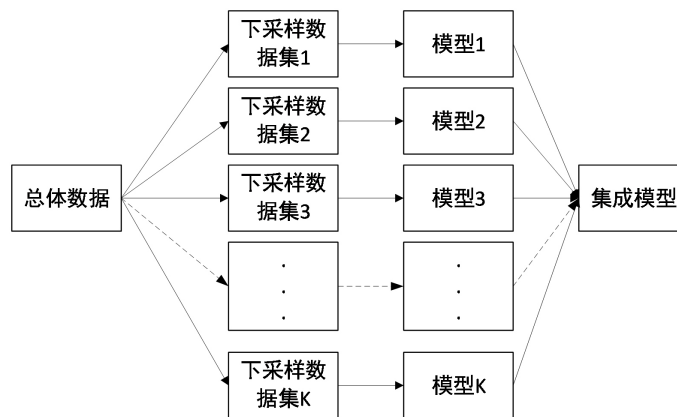 总体数据
下采样数
据集1
模型1
下采样数
据集2
模型2
下采样数
据集3
模型3
.
.
.
.
.
.
下采样数
据集K
模型K
集成模型